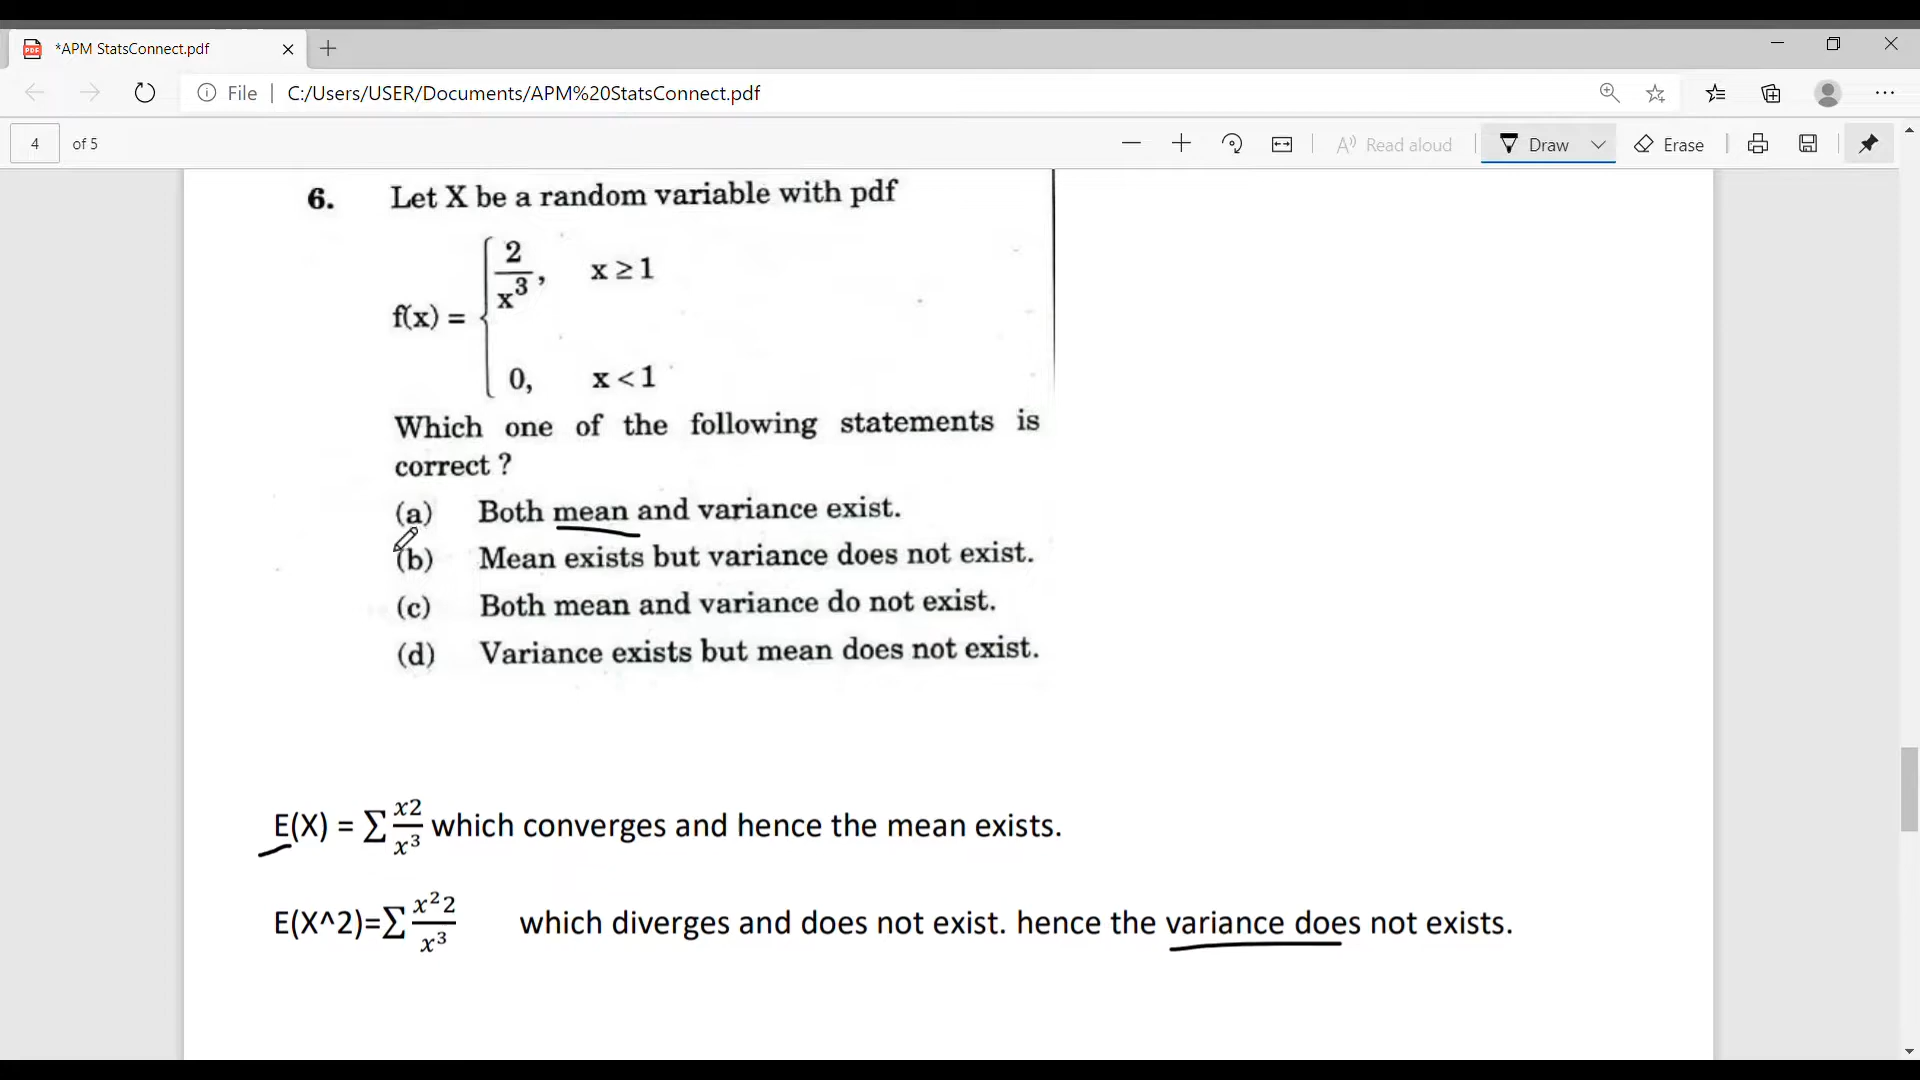 *APM StatsConnect.pdf
File | C:/Users/USER/Documents/APM%20StatsConnect.pdf
4 of 5 Read aloud Draw Erase
6. Let X be a random variable with pdf
f(x) = { 2/x³, x ≥ 1
0, x < 1
Which one of the following statements is
correct ?
(a) Both mean and variance exist.
(b) Mean exists but variance does not exist.
(c) Both mean and variance do not exist.
(d) Variance exists but mean does not exist.
E(X) = ∑ x2/x³ which converges and hence the mean exists.
E(X^2)=∑ x²2/x³ which diverges and does not exist. hence the variance does not exists.